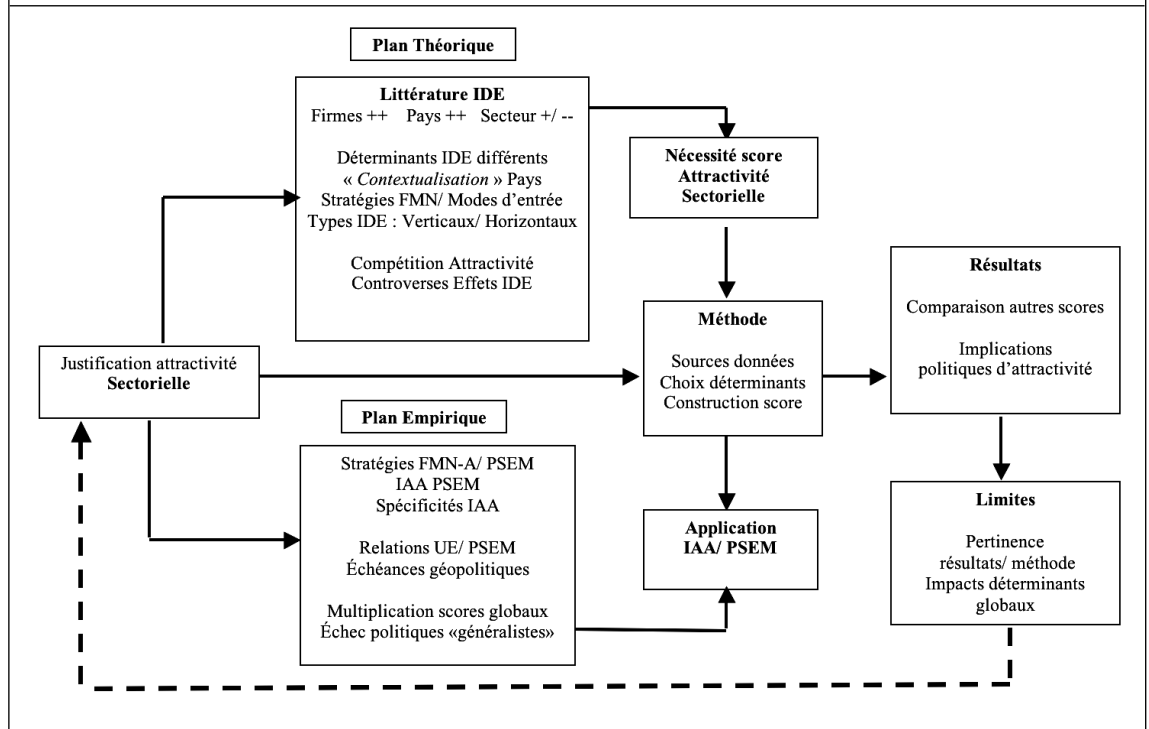 Plan Théorique
Littérature IDE
Firmes ++ Pays ++ Secteur +/ --
Déterminants IDE différents
« Contextualisation » Pays
Stratégies FMN/ Modes d’entrée
Types IDE : Verticaux/ Horizontaux
Compétition Attractivité
Controverses Effets IDE
Nécessité score
Attractivité
Sectorielle
Justification attractivité
Sectorielle
Méthode
Sources données
Choix déterminants
Construction score
Résultats
Comparaison autres scores
Implications
politiques d’attractivité
Plan Empirique
Stratégies FMN-A/ PSEM
IAA PSEM
Spécificités IAA
Relations UE/ PSEM
Échéances géopolitiques
Multiplication scores globaux
Échec politiques «généralistes»
Application
IAA/ PSEM
Limites
Pertinence
résultats/ méthode
Impacts déterminants
globaux